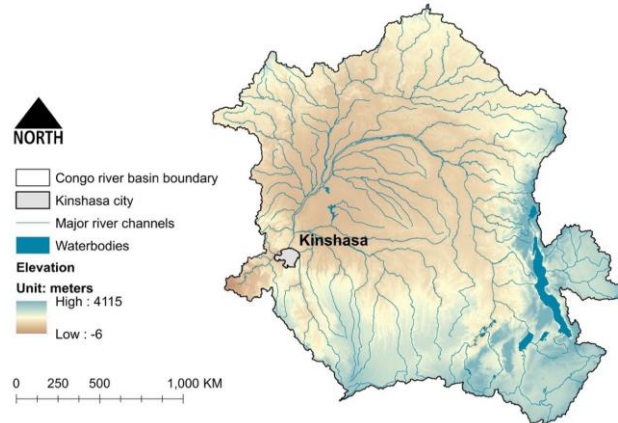 NORTH
Congo river basin boundary
Kinshasa city
Major river channels
Waterbodies
Elevation
Unit: meters
High : 4115
Low : -6
0 250 500 1,000 KM
Kinshasa